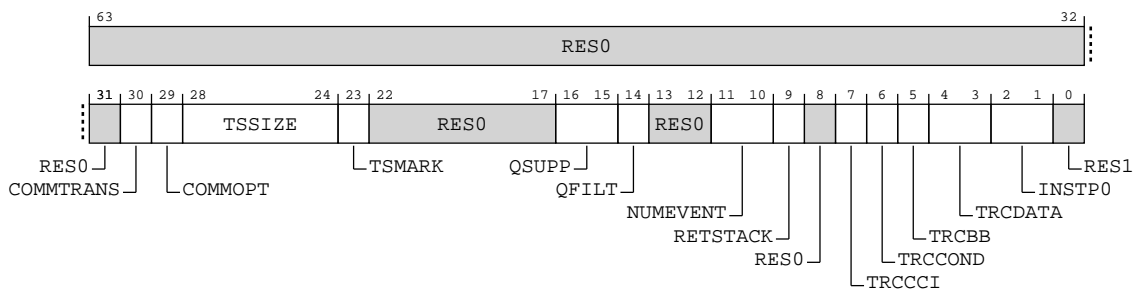 63 32
RES0
31 30 29 28 24 23 22 17 16 15 14 13 12 11 10 9 8 7 6 5 4 3 2 1 0
TSSIZE RES0 RES0
RES0 TSMARK QSUPP RES1
COMMTRANS COMMOPT QFILT INSTP0
NUMEVENT TRCDATA
RETSTACK TRCBB
RES0 TRCCOND
TRCCCI